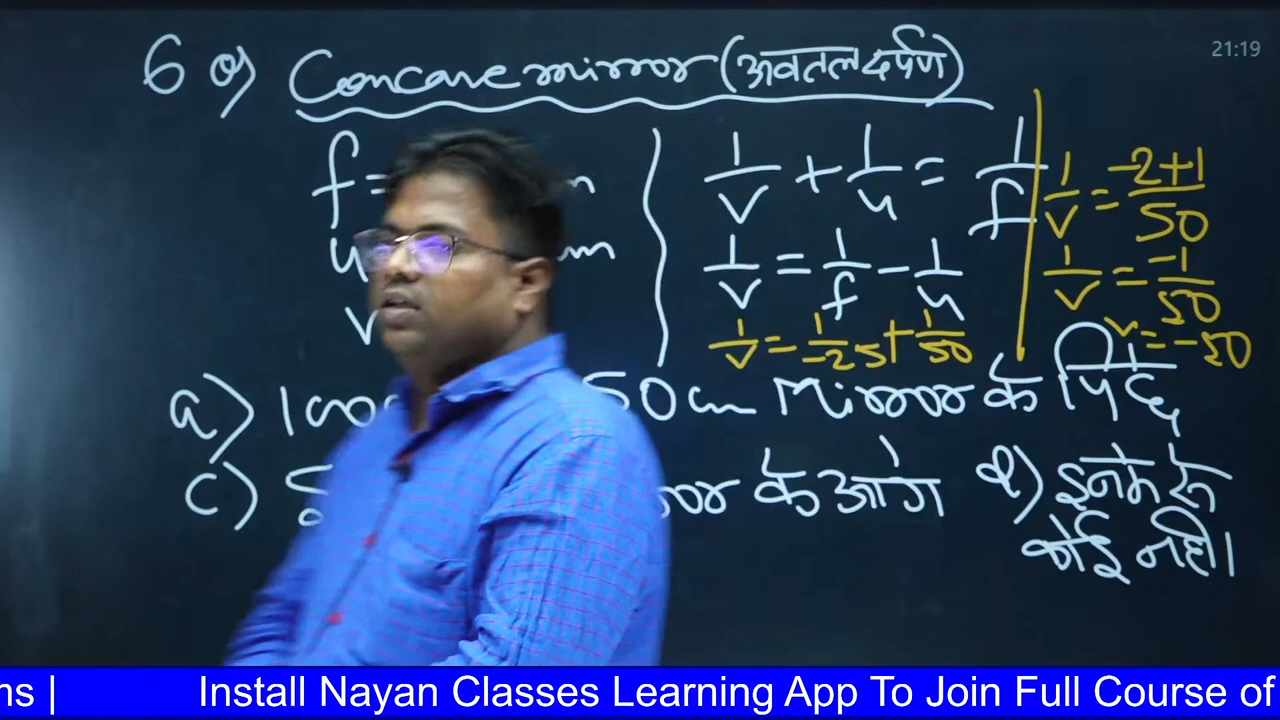 21:19
6 Concave mirror (अवतल दर्पण)
f =
u
v
1/v + 1/u = 1/f
1/v = 1/f - 1/u
1/v = 1/-25 + 1/50
1/v = -2+1/50
1/v = -1/50
v = -50
a) 50 cm Mirror के
c) के आगे
इनमें से
कोई नही।
Install Nayan Classes Learning App To Join Full Course of